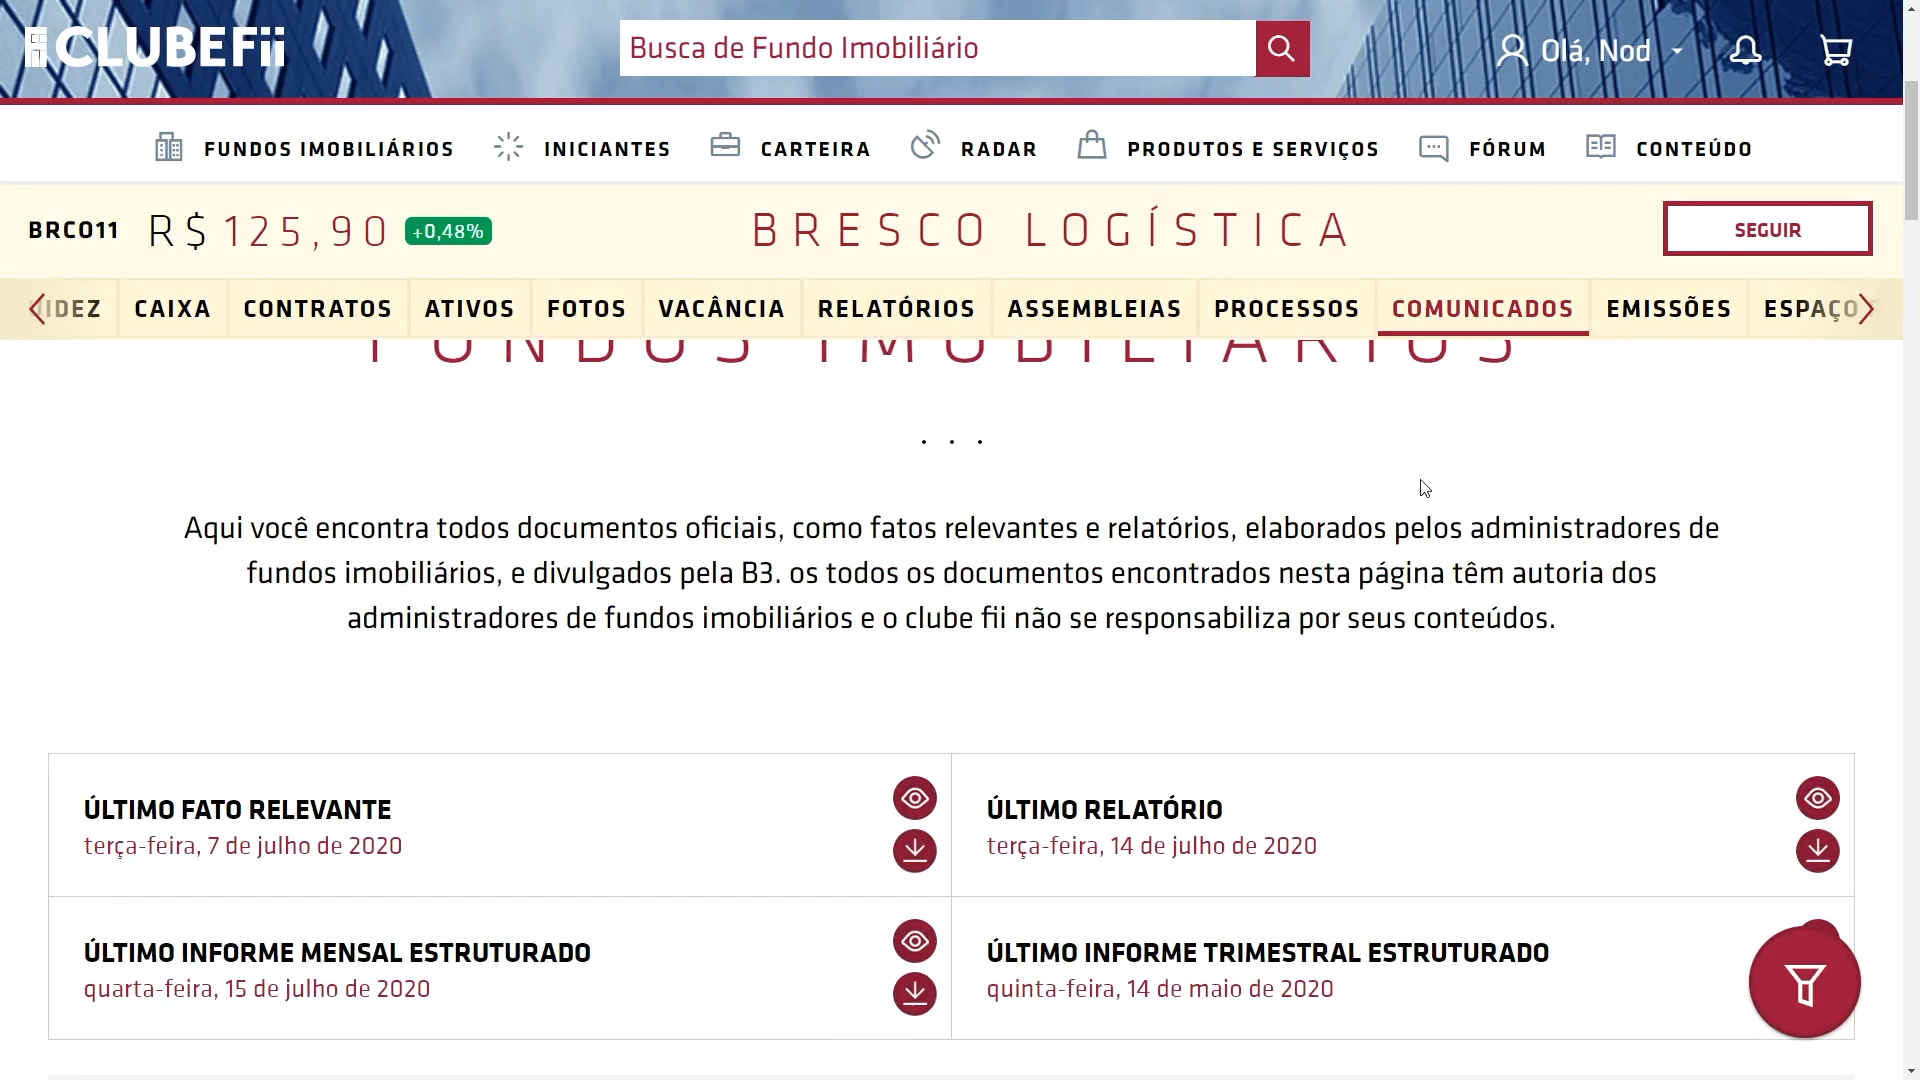 CLUBEFii
Busca de Fundo Imobiliário
Olá, Nod
FUNDOS IMOBILIÁRIOS
INICIANTES
CARTEIRA
RADAR
PRODUTOS E SERVIÇOS
FÓRUM
CONTEÚDO
BRCO11
R$ 125,90
+0,48%
BRESCO LOGÍSTICA
SEGUIR
IDEZ
CAIXA
CONTRATOS
ATIVOS
FOTOS
VACÂNCIA
RELATÓRIOS
ASSEMBLEIAS
PROCESSOS
COMUNICADOS
EMISSÕES
ESPAÇO
FUNDOS IMOBILIÁRIOS
. . .
Aqui você encontra todos documentos oficiais, como fatos relevantes e relatórios, elaborados pelos administradores de
fundos imobiliários, e divulgados pela B3. os todos os documentos encontrados nesta página têm autoria dos
administradores de fundos imobiliários e o clube fii não se responsabiliza por seus conteúdos.
ÚLTIMO FATO RELEVANTE
terça-feira, 7 de julho de 2020
ÚLTIMO RELATÓRIO
terça-feira, 14 de julho de 2020
ÚLTIMO INFORME MENSAL ESTRUTURADO
quarta-feira, 15 de julho de 2020
ÚLTIMO INFORME TRIMESTRAL ESTRUTURADO
quinta-feira, 14 de maio de 2020